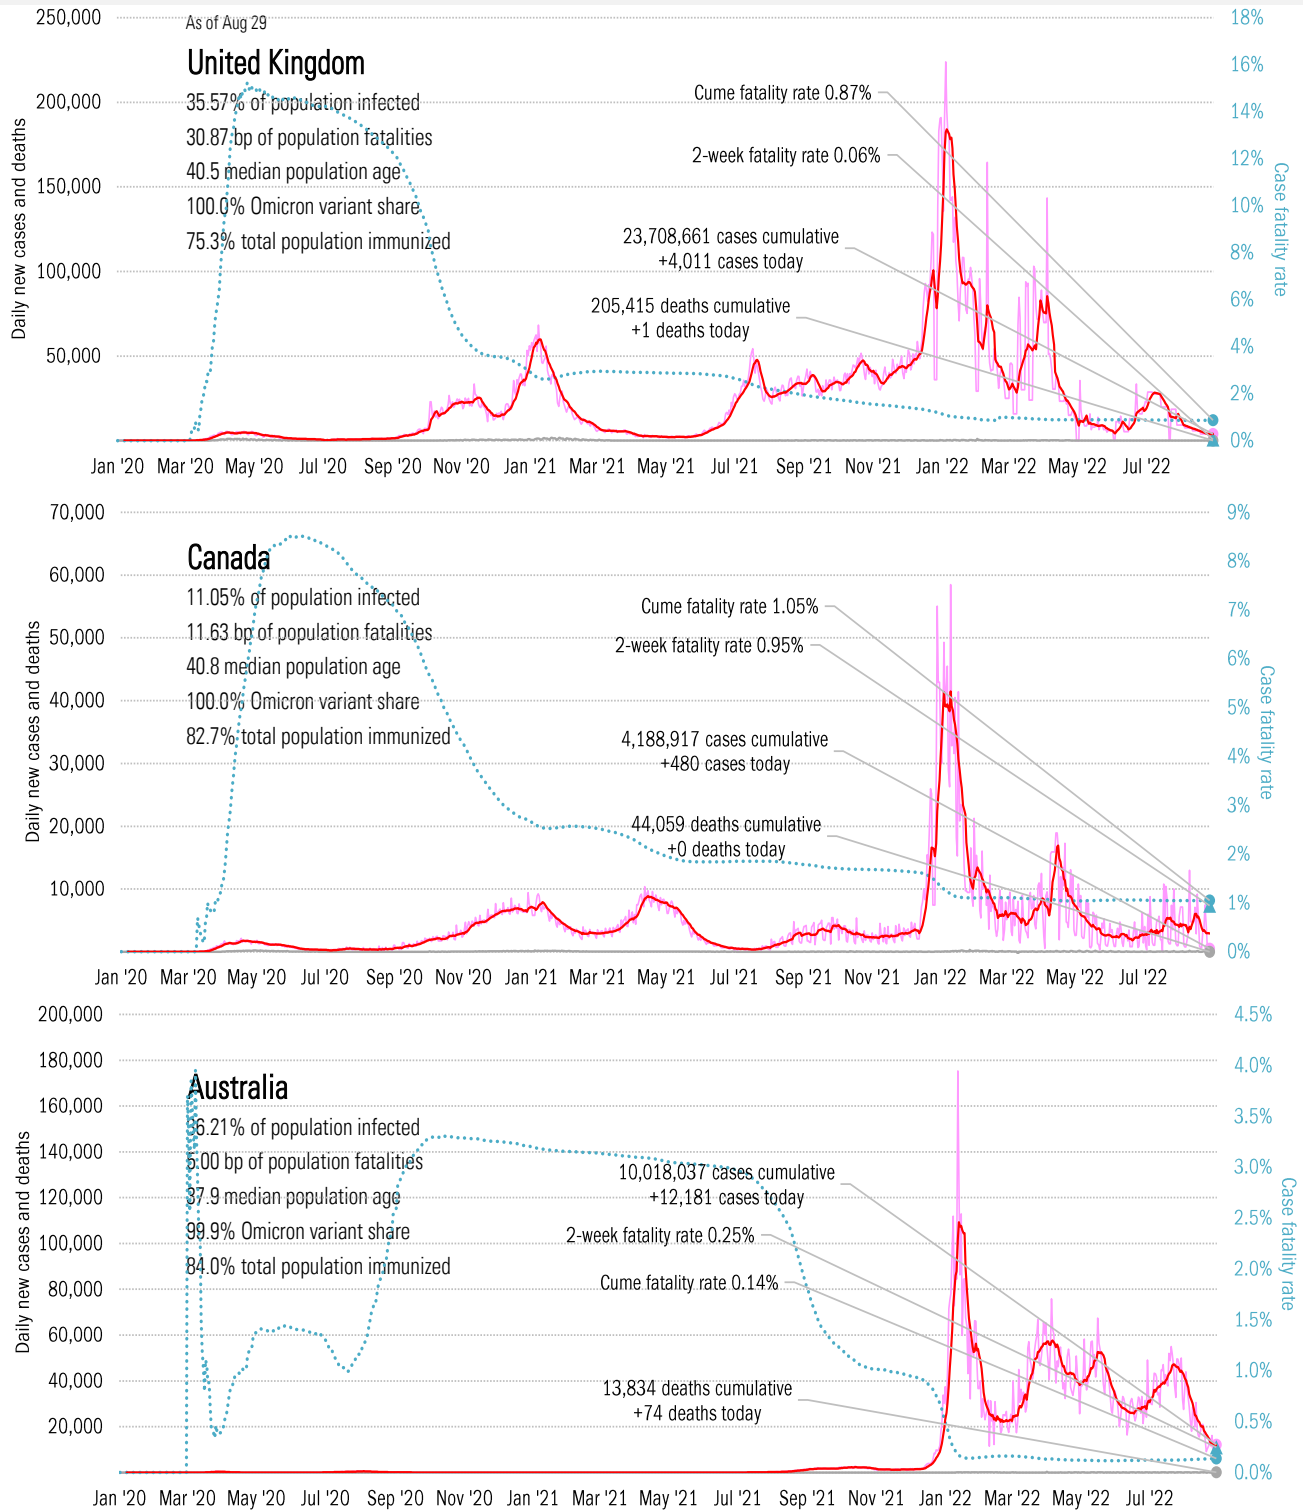 As of Aug 29
United Kingdom
35.57% of population infected
30.87 bp of population fatalities
40.5 median population age
100.0% Omicron variant share
75.3% total population immunized
Cume fatality rate 0.87%
2-week fatality rate 0.06%
23,708,661 cases cumulative
+4,011 cases today
205,415 deaths cumulative
+1 deaths today
Daily new cases and deaths
250,000
200,000
150,000
100,000
50,000
Case fatality rate
18%
16%
14%
12%
10%
8%
6%
4%
2%
0%
Jan '20 Mar '20 May '20 Jul '20 Sep '20 Nov '20 Jan '21 Mar '21 May '21 Jul '21 Sep '21 Nov '21 Jan '22 Mar '22 May '22 Jul '22
Canada
11.05% of population infected
11.63 bp of population fatalities
40.8 median population age
100.0% Omicron variant share
82.7% total population immunized
Cume fatality rate 1.05%
2-week fatality rate 0.95%
4,188,917 cases cumulative
+480 cases today
44,059 deaths cumulative
+0 deaths today
Daily new cases and deaths
70,000
60,000
50,000
40,000
30,000
20,000
10,000
Case fatality rate
9%
8%
7%
6%
5%
4%
3%
2%
1%
0%
Jan '20 Mar '20 May '20 Jul '20 Sep '20 Nov '20 Jan '21 Mar '21 May '21 Jul '21 Sep '21 Nov '21 Jan '22 Mar '22 May '22 Jul '22
Australia
36.21% of population infected
5.00 bp of population fatalities
37.9 median population age
99.9% Omicron variant share
84.0% total population immunized
10,018,037 cases cumulative
+12,181 cases today
2-week fatality rate 0.25%
Cume fatality rate 0.14%
13,834 deaths cumulative
+74 deaths today
Daily new cases and deaths
200,000
180,000
160,000
140,000
120,000
100,000
80,000
60,000
40,000
20,000
Case fatality rate
4.5%
4.0%
3.5%
3.0%
2.5%
2.0%
1.5%
1.0%
0.5%
0.0%
Jan '20 Mar '20 May '20 Jul '20 Sep '20 Nov '20 Jan '21 Mar '21 May '21 Jul '21 Sep '21 Nov '21 Jan '22 Mar '22 May '22 Jul '22